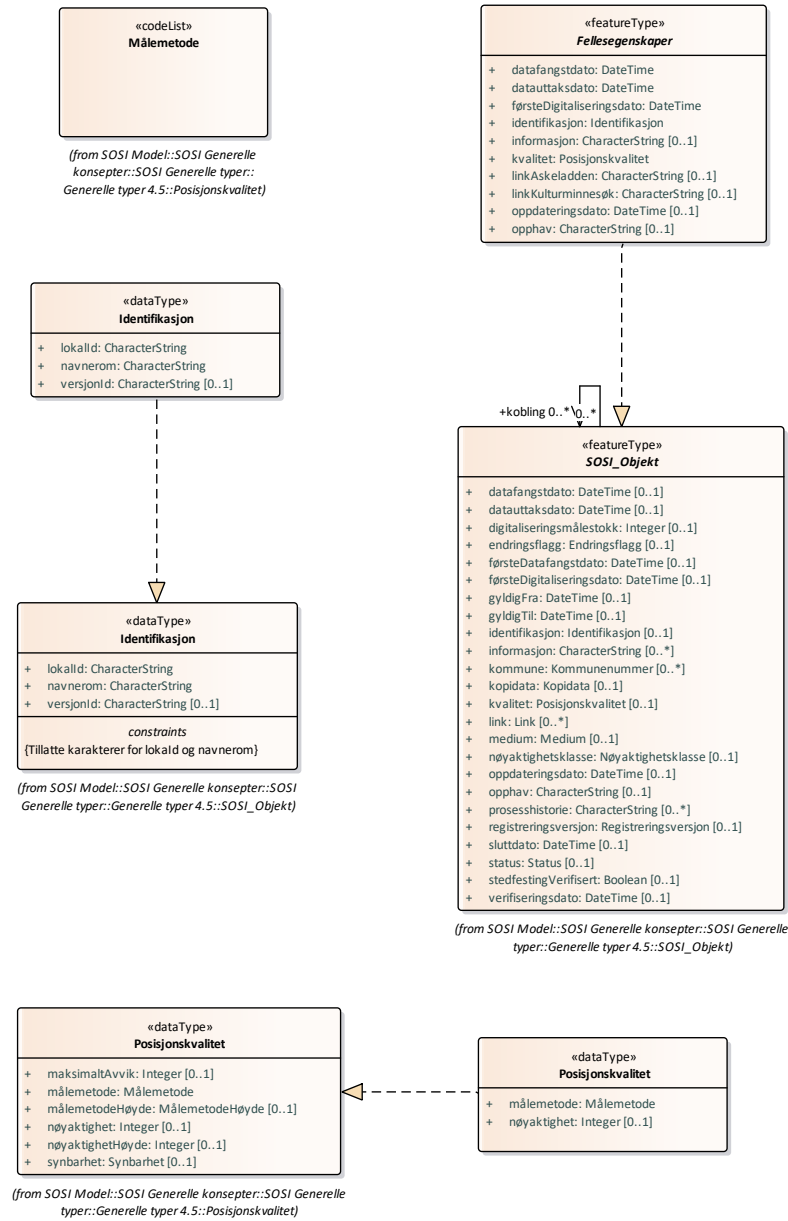 «codeList»
Målemetode
(from SOSI Model::SOSI Generelle
konsepter::SOSI Generelle typer::
Generelle typer 4.5::Posisjonskvalitet)
«featureType»
Fellesegenskaper
+ datafangstdato: DateTime
+ datauttaksdato: DateTime
+ førsteDigitaliseringsdato: DateTime
+ identifikasjon: Identifikasjon
+ informasjon: CharacterString [0..1]
+ kvalitet: Posisjonskvalitet
+ linkAskeladden: CharacterString [0..1]
+ linkKulturminnesøk: CharacterString [0..1]
+ oppdateringsdato: DateTime [0..1]
+ opphav: CharacterString [0..1]
«dataType»
Identifikasjon
+ lokalId: CharacterString
+ navnerom: CharacterString
+ versjonId: CharacterString [0..1]
+kobling 0..* \0..*
«featureType»
SOSI_Objekt
+ datafangstdato: DateTime [0..1]
+ datauttaksdato: DateTime [0..1]
+ digitaliseringsmålestokk: Integer [0..1]
+ endringsflagg: Endringsflagg [0..1]
+ førsteDatafangstdato: DateTime [0..1]
+ førsteDigitaliseringsdato: DateTime [0..1]
+ gyldigFra: DateTime [0..1]
+ gyldigTil: DateTime [0..1]
+ identifikasjon: Identifikasjon [0..1]
+ informasjon: CharacterString [0..*]
+ kommune: Kommunenummer [0..*]
+ kopidata: Kopidata [0..1]
+ kvalitet: Posisjonskvalitet [0..1]
+ link: Link [0..*]
+ medium: Medium [0..1]
+ nøyaktighetsklasse: Nøyaktighetsklasse [0..1]
+ oppdateringsdato: DateTime [0..1]
+ opphav: CharacterString [0..1]
+ prosesshistorie: CharacterString [0..*]
+ registreringsversjon: Registreringsversjon [0..1]
+ sluttdato: DateTime [0..1]
+ status: Status [0..1]
+ stedfestingVerifisert: Boolean [0..1]
+ verifiseringsdato: DateTime [0..1]
(from SOSI Model::SOSI Generelle konsepter::SOSI Generelle
typer::Generelle typer 4.5::SOSI_Objekt)
«dataType»
Identifikasjon
+ lokalId: CharacterString
+ navnerom: CharacterString
+ versjonId: CharacterString [0..1]
constraints
{Tillatte karakterer for lokaId og navnerom}
(from SOSI Model::SOSI Generelle konsepter::SOSI
Generelle typer::Generelle typer 4.5::SOSI_Objekt)
«dataType»
Posisjonskvalitet
+ maksimaltAvvik: Integer [0..1]
+ målemetode: Målemetode
+ målemetodeHøyde: MålemetodeHøyde [0..1]
+ nøyaktighet: Integer [0..1]
+ nøyaktighetHøyde: Integer [0..1]
+ synbarhet: Synbarhet [0..1]
(from SOSI Model::SOSI Generelle konsepter::SOSI Generelle
typer::Generelle typer 4.5::Posisjonskvalitet)
«dataType»
Posisjonskvalitet
+ målemetode: Målemetode
+ nøyaktighet: Integer [0..1]